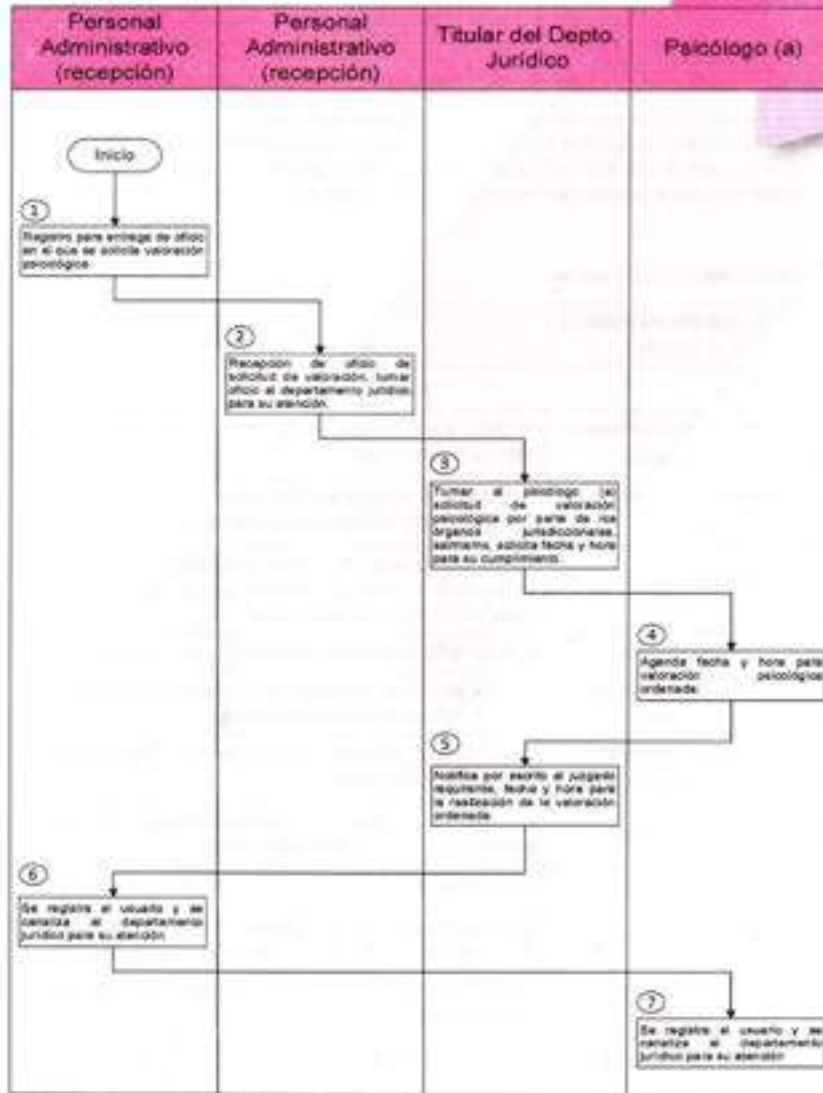 Personal
Administrativo
(recepción)
Personal
Administrativo
(recepción)
Titular del Depto.
Jurídico
Psicólogo (a)
Inicio
1
Registro para entrega de oficio
en el que se solicita valoración
psicológica
2
Recepción de oficio de
solicitud de valoración, turnar
oficio al departamento jurídico
para su atención.
3
Turnar al psicólogo (a)
solicitud de valoración
psicológica por parte de los
órganos jurisdiccionales,
asimismo, solicita fecha y hora
para su cumplimiento.
4
Agenda fecha y hora para
valoración psicológica
ordenada.
5
Notifica por escrito al juzgado
requirente, fecha y hora para
la realización de la valoración
ordenada.
6
Se registra el usuario y se
canaliza al departamento
jurídico para su atención
7
Se registra el usuario y se
canaliza al departamento
jurídico para su atención